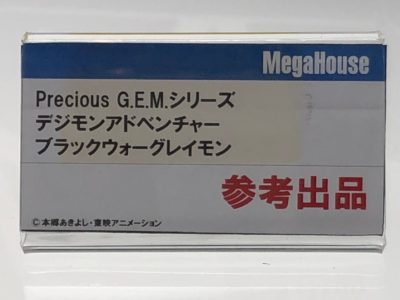 MegaHouse
Precious G.E.M.シリーズ
デジモンアドベンチャー
ブラックウォーグレイモン
参考出品
©本郷あきよし・東映アニメーション